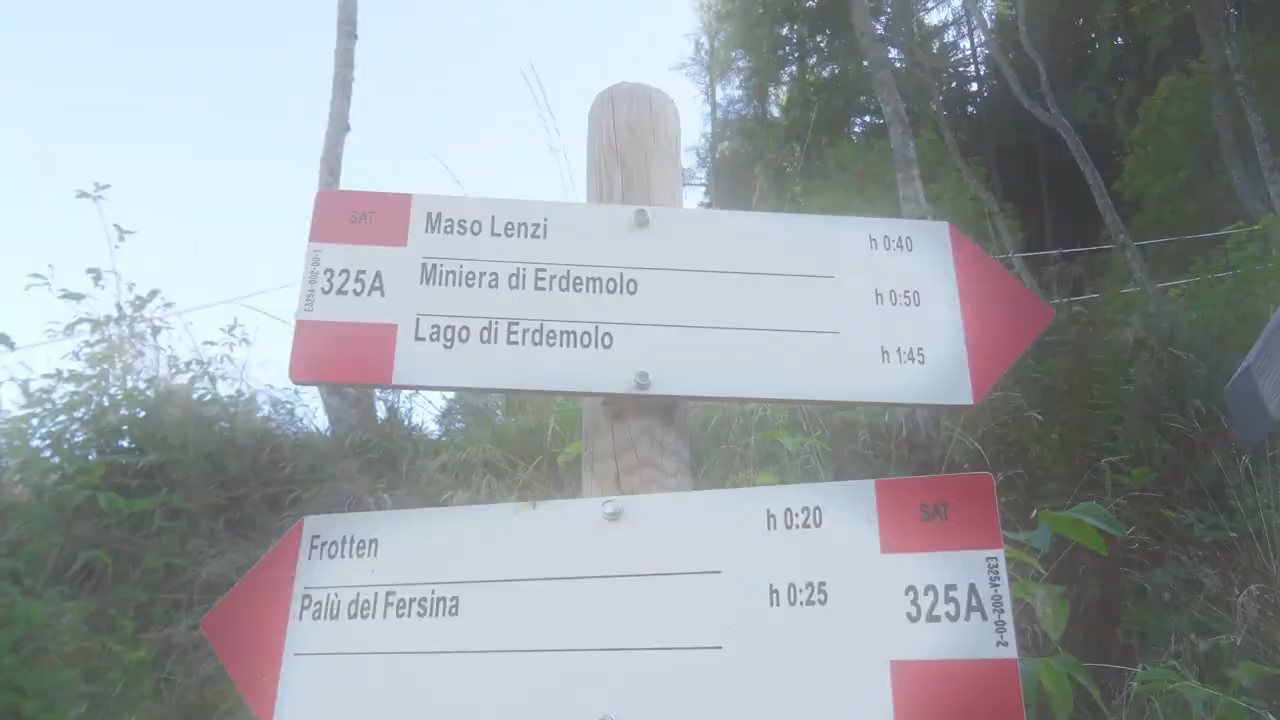 SAT
325A
E325A-002-00-1
Maso Lenzi h 0:40
Miniera di Erdemolo h 0:50
Lago di Erdemolo h 1:45
Frotten h 0:20
Palù del Fersina h 0:25
SAT
325A
E325A-002-00-2